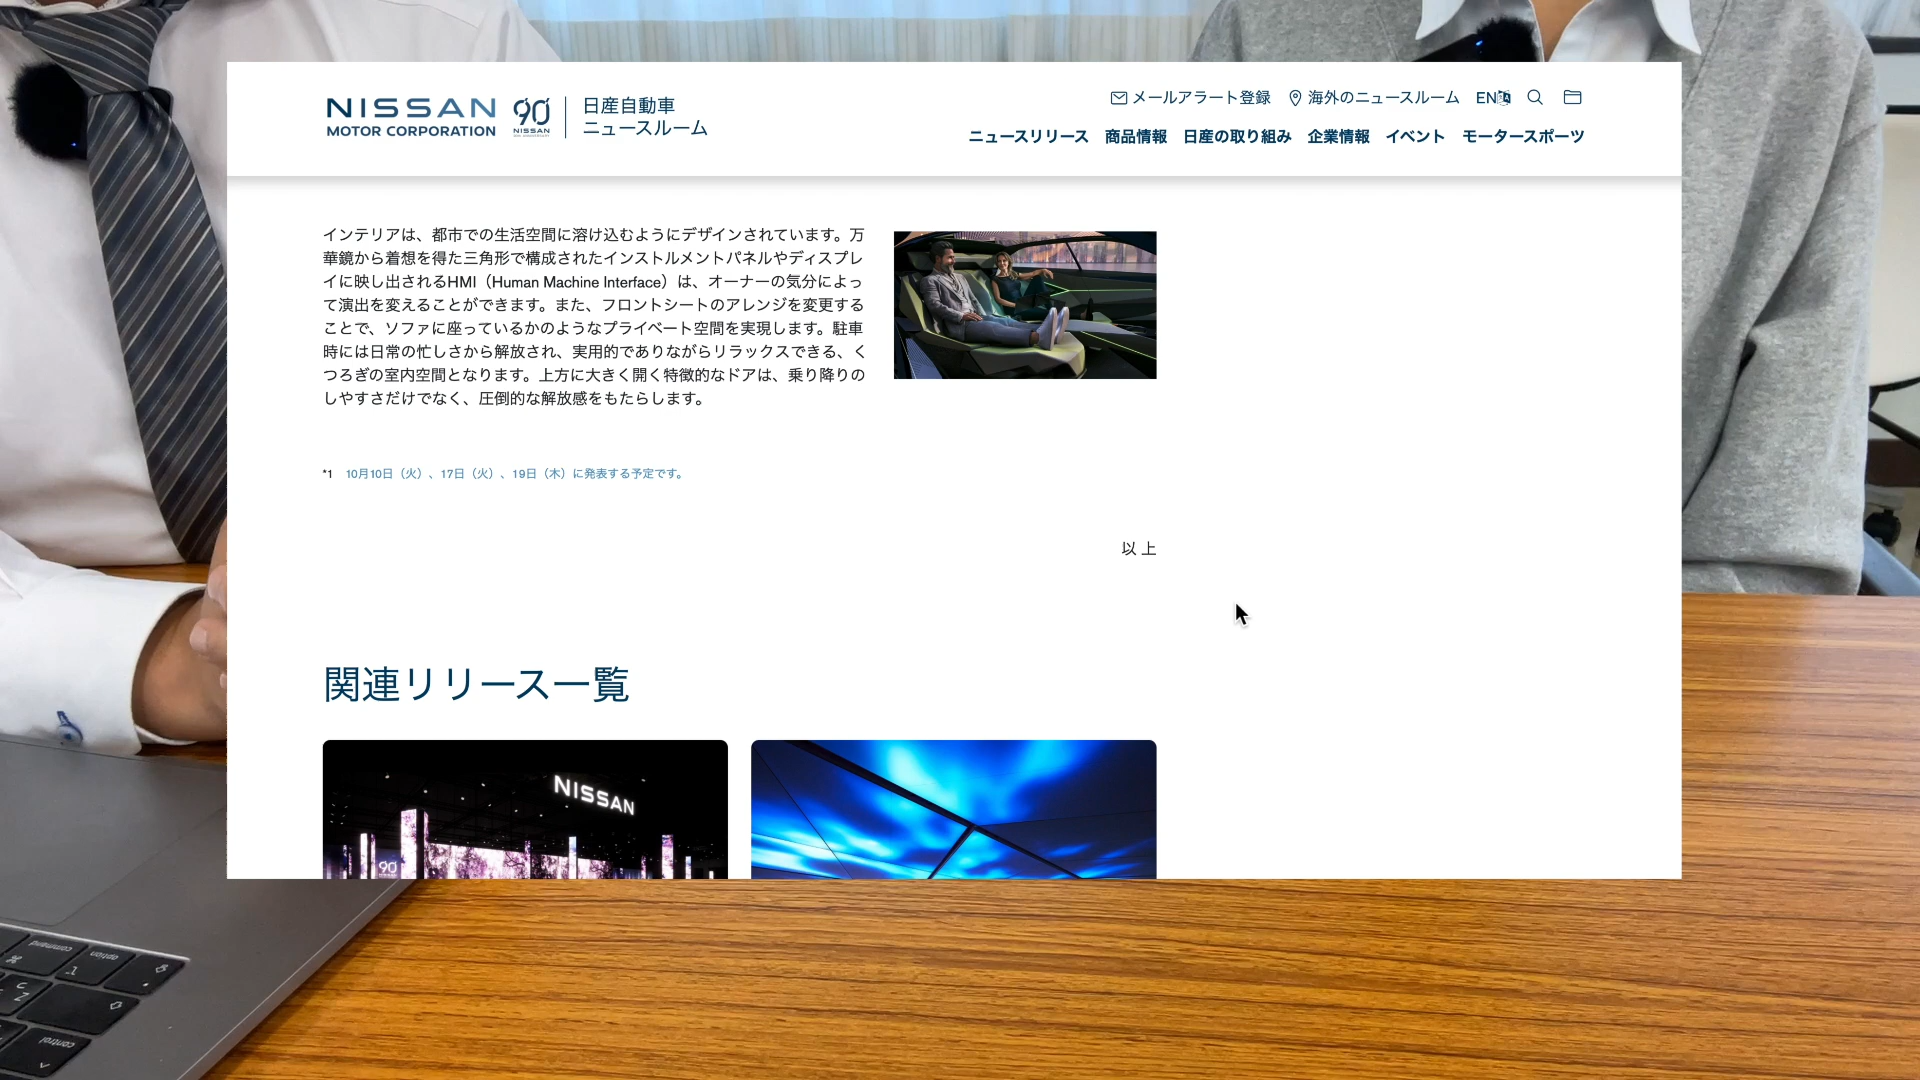 NISSAN
MOTOR CORPORATION
90
NISSAN
日産自動車
ニュースルーム
メールアラート登録
海外のニュースルーム
EN
ニュースリリース
商品情報
日産の取り組み
企業情報
イベント
モータースポーツ
インテリアは、都市での生活空間に溶け込むようにデザインされています。万
華鏡から着想を得た三角形で構成されたインストルメントパネルやディスプレ
イに映し出されるHMI（Human Machine Interface）は、オーナーの気分によっ
て演出を変えることができます。また、フロントシートのアレンジを変更する
ことで、ソファに座っているかのようなプライベート空間を実現します。駐車
時には日常の忙しさから解放され、実用的でありながらリラックスできる、く
つろぎの室内空間となります。上方に大きく開く特徴的なドアは、乗り降りの
しやすさだけでなく、圧倒的な解放感をもたらします。
*1 10月10日（火）、17日（火）、19日（木）に発表する予定です。
以 上
関連リリース一覧
NISSAN
90
command
option
control